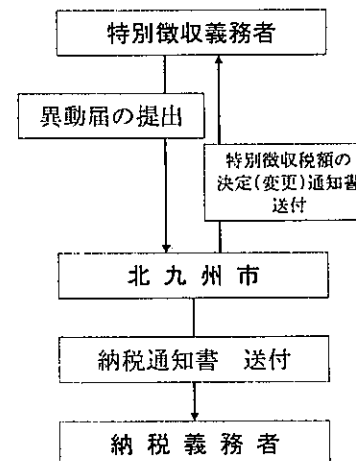 特別徴収義務者
異動届の提出
特別徴収税額の
決定(変更)通知書
送付
北九州市
納税通知書 送付
納税義務者